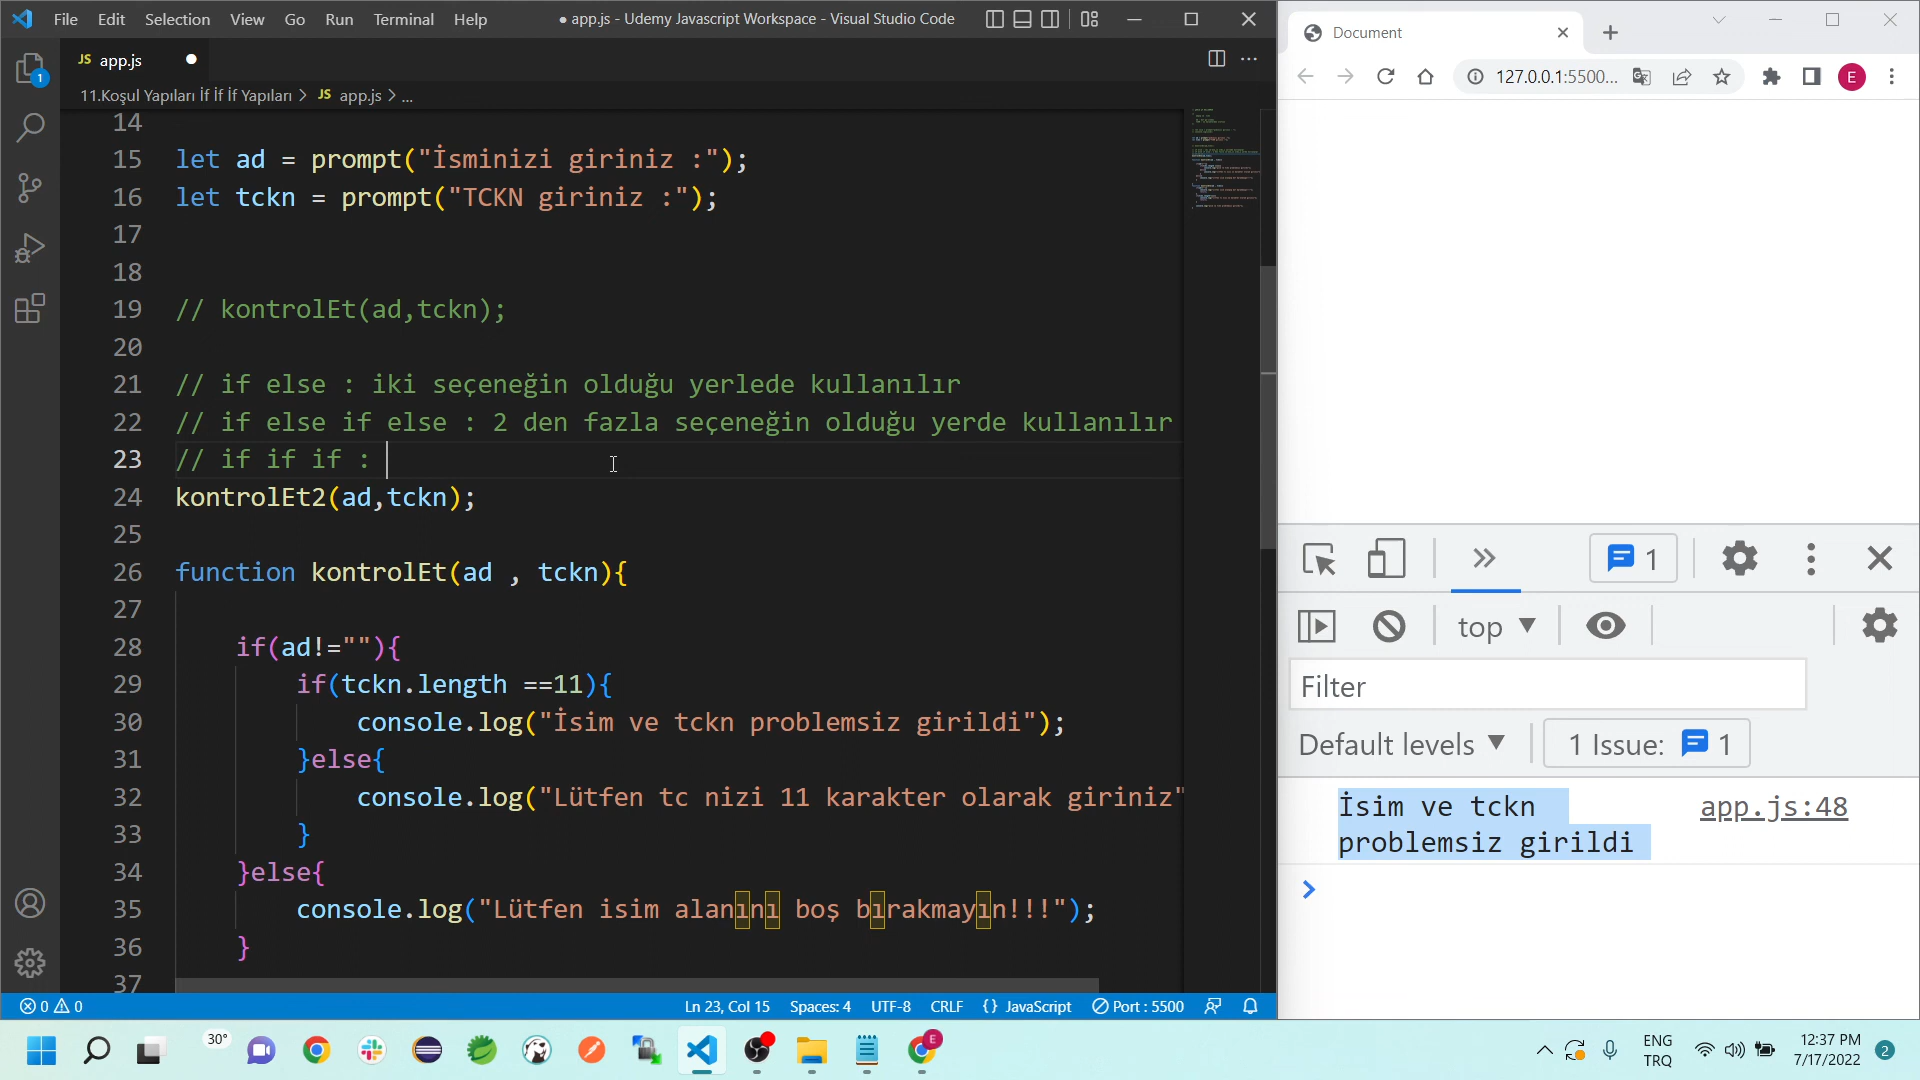 File Edit Selection View Go Run Terminal Help
● app.js - Udemy Javascript Workspace - Visual Studio Code
JS app.js ●
11.Koşul Yapıları İf İf İf Yapıları > JS app.js > ...
14
15 let ad = prompt("İsminizi giriniz :");
16 let tckn = prompt("TCKN giriniz :");
17
18
19 // kontrolEt(ad,tckn);
20
21 // if else : iki seçeneğin olduğu yerlede kullanılır
22 // if else if else : 2 den fazla seçeneğin olduğu yerde kullanılır
23 // if if if :
24 kontrolEt2(ad,tckn);
25
26 function kontrolEt(ad , tckn){
27
28 if(ad!=""){
29 if(tckn.length ==11){
30 console.log("İsim ve tckn problemsiz girildi");
31 }else{
32 console.log("Lütfen tc nizi 11 karakter olarak giriniz"
33 }
34 }else{
35 console.log("Lütfen isim alanını boş bırakmayın!!!");
36 }
37
1
0 0
Ln 23, Col 15 Spaces: 4 UTF-8 CRLF {} JavaScript Port : 5500
Document
127.0.0.1:5500...
E
1
top
Filter
Default levels
1 Issue: 1
İsim ve tckn app.js:48
problemsiz girildi
30°
E
ENG
TRQ
12:37 PM
7/17/2022
2